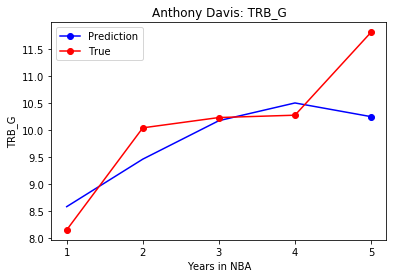 Anthony Davis: TRB_G
Prediction
True
11.5
11.0
10.5
10.0
9.5
9.0
8.5
8.0
TRB_G
1 2 3 4 5
Years in NBA